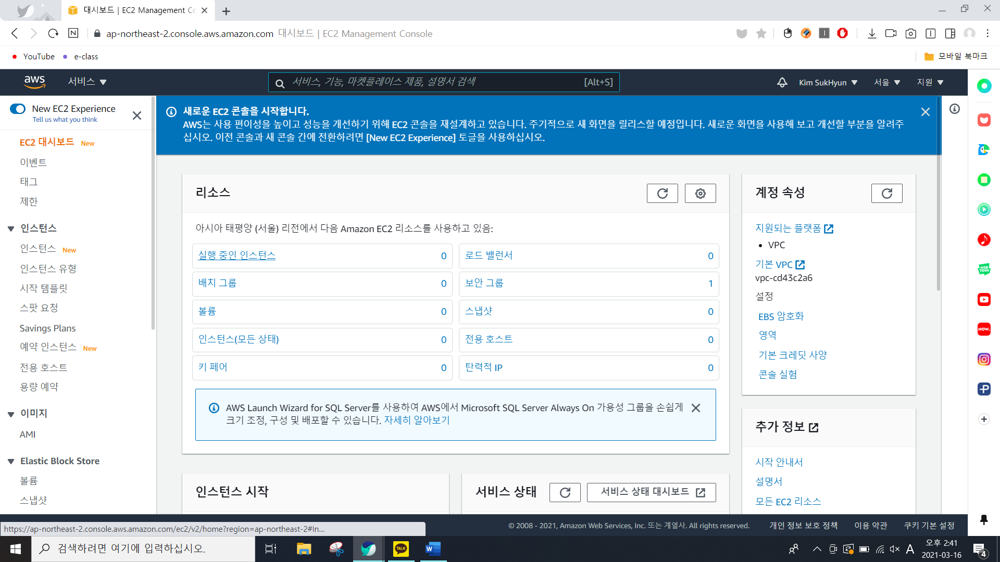 대시보드 | EC2 Management Co
ap-northeast-2.console.aws.amazon.com 대시보드 | EC2 Management Console
YouTube
e-class
모바일 북마크
aws
서비스
서비스, 기능, 마켓플레이스 제품, 설명서 검색
[Alt+S]
Kim SukHyun
서울
지원
New EC2 Experience
Tell us what you think
새로운 EC2 콘솔을 시작합니다.
AWS는 사용 편이성을 높이고 성능을 개선하기 위해 EC2 콘솔을 재설계하고 있습니다. 주기적으로 새 화면을 릴리스할 예정입니다. 새로운 화면을 사용해 보고 개선할 부분을 알려주
십시오. 이전 콘솔과 새 콘솔 간에 전환하려면 [New EC2 Experience] 토글을 사용하십시오.
EC2 대시보드 New
이벤트
태그
제한
인스턴스
인스턴스 New
인스턴스 유형
시작 템플릿
스팟 요청
Savings Plans
예약 인스턴스 New
전용 호스트
용량 예약
이미지
AMI
Elastic Block Store
볼륨
스냅샷
리소스
아시아 태평양 (서울) 리전에서 다음 Amazon EC2 리소스를 사용하고 있음:
실행 중인 인스턴스 0
로드 밸런서 0
배치 그룹 0
보안 그룹 1
볼륨 0
스냅샷 0
인스턴스(모든 상태) 0
전용 호스트 0
키 페어 0
탄력적 IP 0
AWS Launch Wizard for SQL Server를 사용하여 AWS에서 Microsoft SQL Server Always On 가용성 그룹을 손쉽게
크기 조정, 구성 및 배포할 수 있습니다. 자세히 알아보기
인스턴스 시작
서비스 상태
서비스 상태 대시보드
계정 속성
지원되는 플랫폼
VPC
기본 VPC
vpc-cd43c2a6
설정
EBS 암호화
영역
기본 크레딧 사양
콘솔 실험
추가 정보
시작 안내서
설명서
모든 EC2 리소스
WEB
TOON
NOW.
https://ap-northeast-2.console.aws.amazon.com/ec2/v2/home?region=ap-northeast-2#In...
© 2008 - 2021, Amazon Web Services, Inc. 또는 계열사. All rights reserved.
개인 정보 보호 정책
이용 약관
쿠키 기본 설정
검색하려면 여기에 입력하십시오.
TALK
W
A
오후 2:41
2021-03-16
4